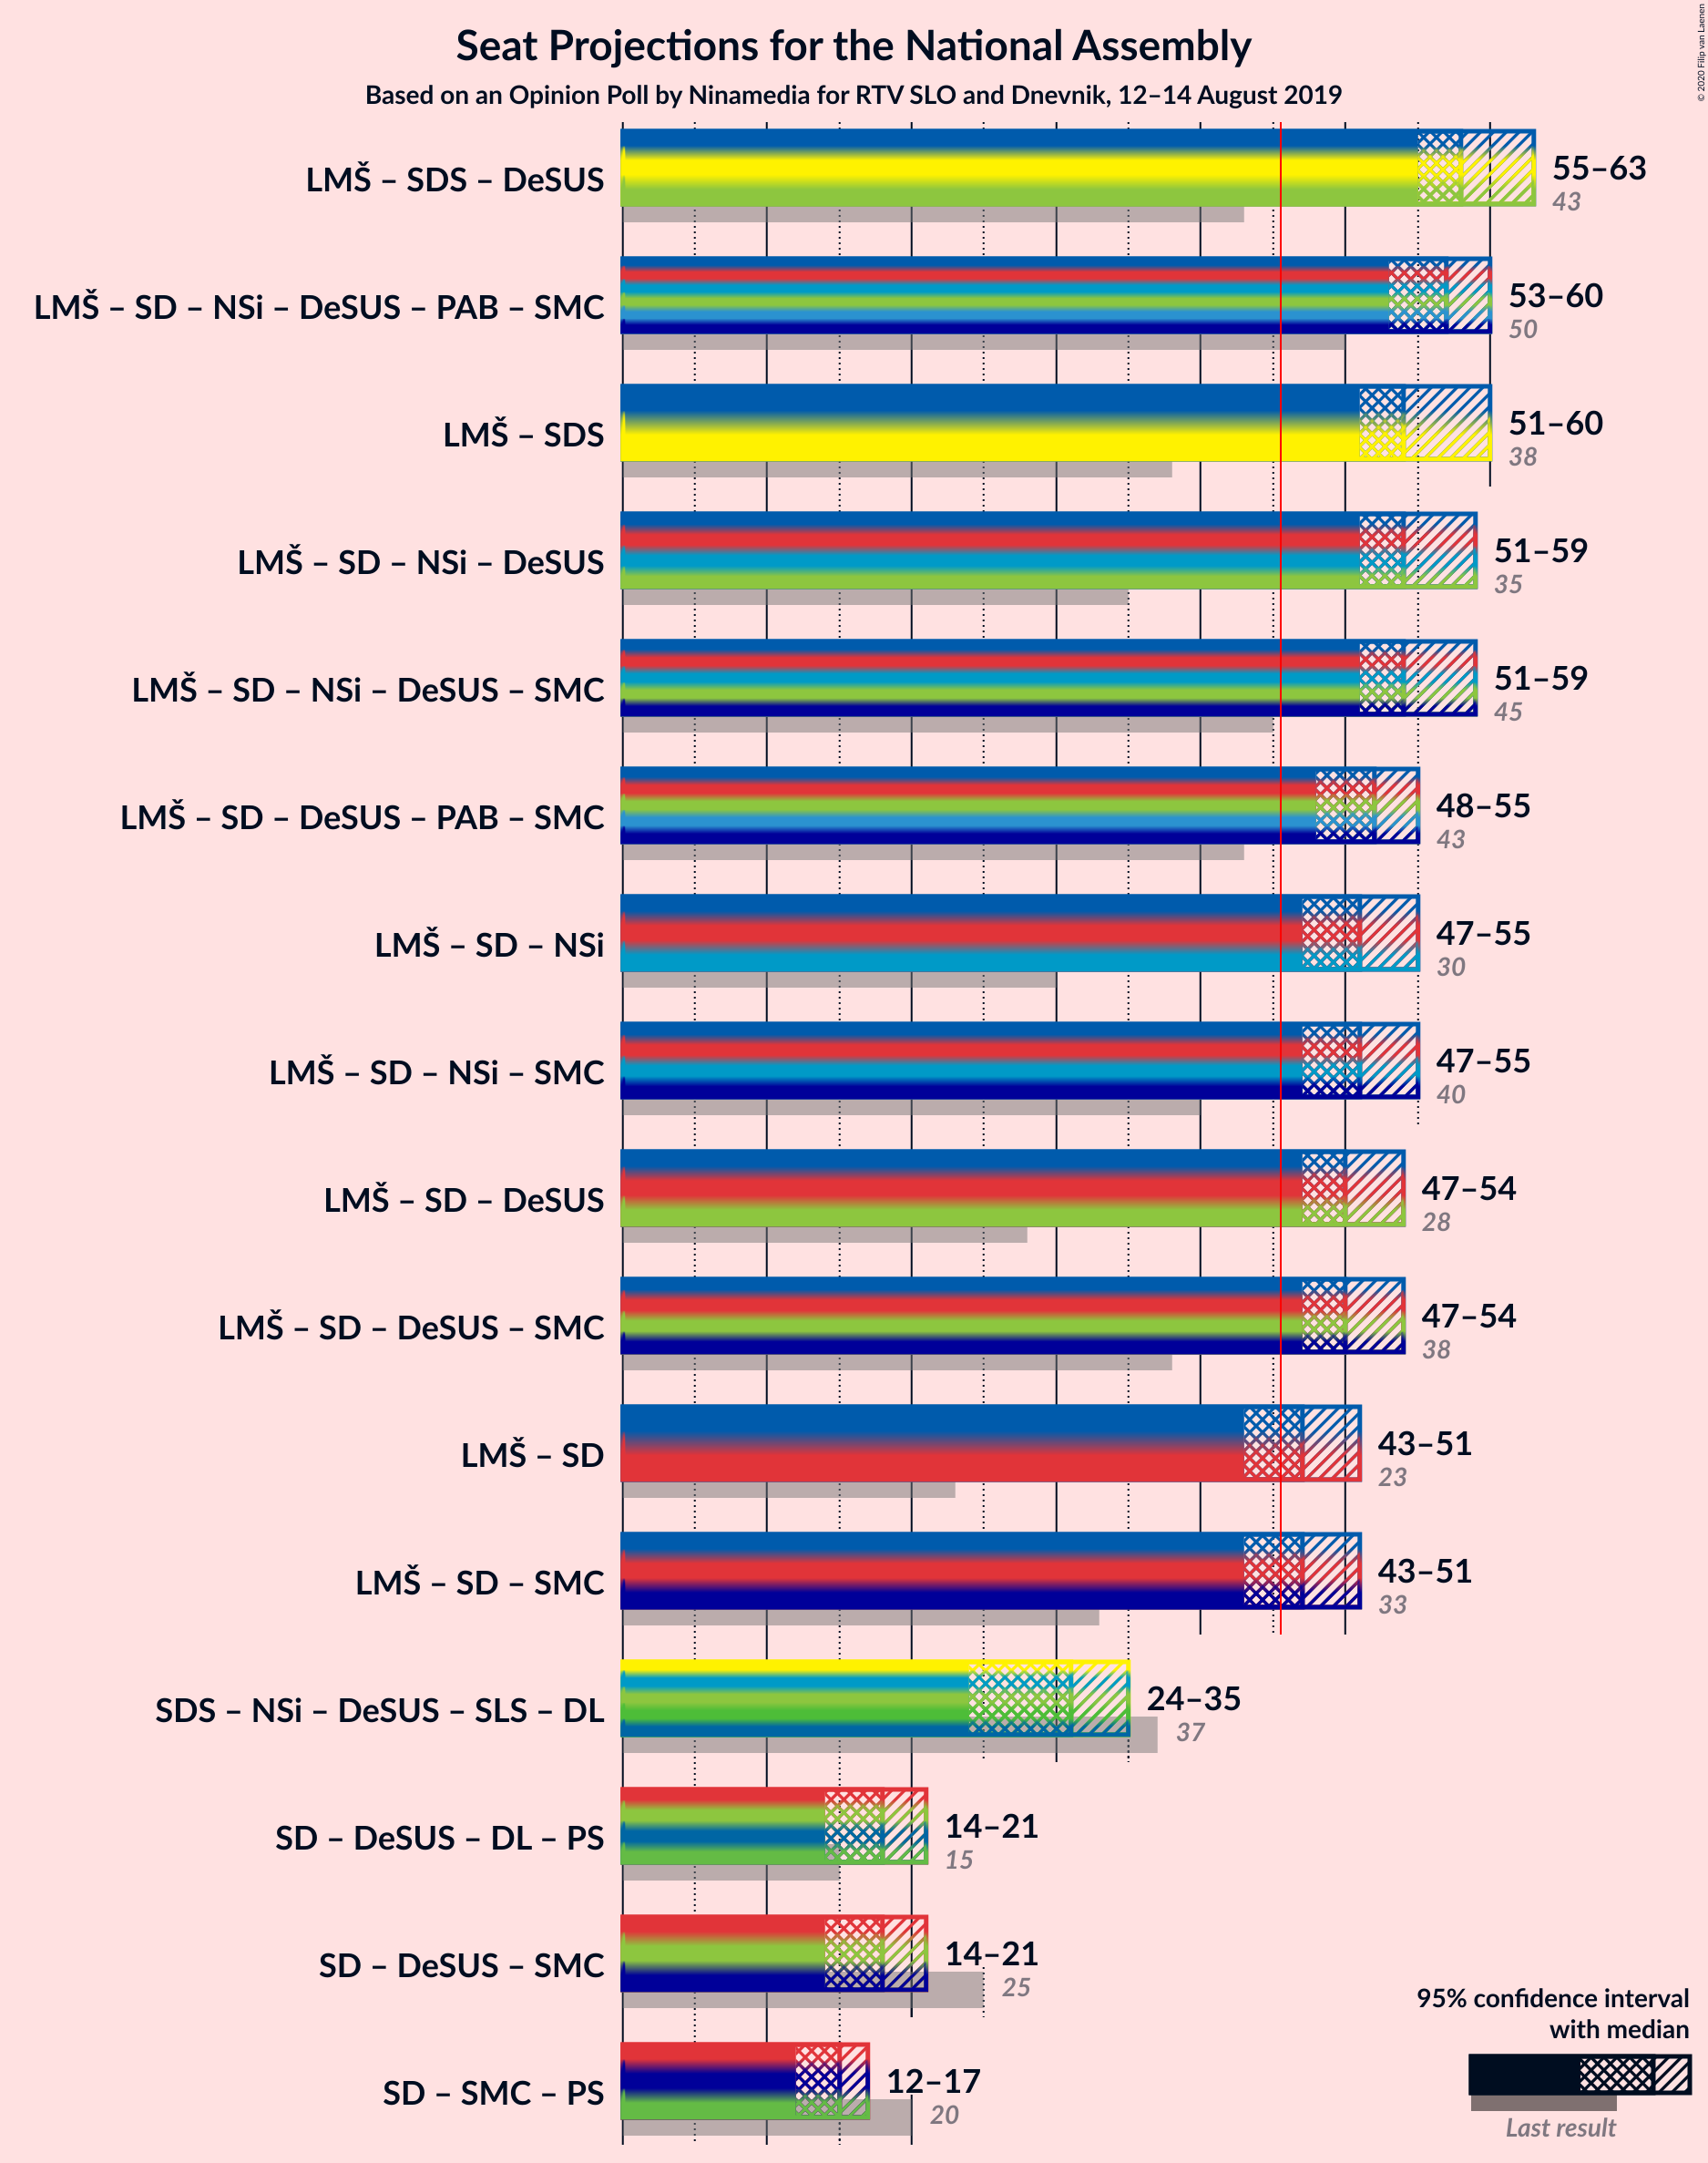 Seat Projections for the National Assembly
Based on an Opinion Poll by Ninamedia for RTV SLO and Dnevnik, 12–14 August 2019
© 2020 Filip van Laenen
LMŠ – SDS – DeSUS
55–63
43
LMŠ – SD – NSi – DeSUS – PAB – SMC
53–60
50
LMŠ – SDS
51–60
38
LMŠ – SD – NSi – DeSUS
51–59
35
LMŠ – SD – NSi – DeSUS – SMC
51–59
45
LMŠ – SD – DeSUS – PAB – SMC
48–55
43
LMŠ – SD – NSi
47–55
30
LMŠ – SD – NSi – SMC
47–55
40
LMŠ – SD – DeSUS
47–54
28
LMŠ – SD – DeSUS – SMC
47–54
38
LMŠ – SD
43–51
23
LMŠ – SD – SMC
43–51
33
SDS – NSi – DeSUS – SLS – DL
24–35
37
SD – DeSUS – DL – PS
14–21
15
SD – DeSUS – SMC
14–21
25
SD – SMC – PS
12–17
20
95% confidence interval
with median
Last result